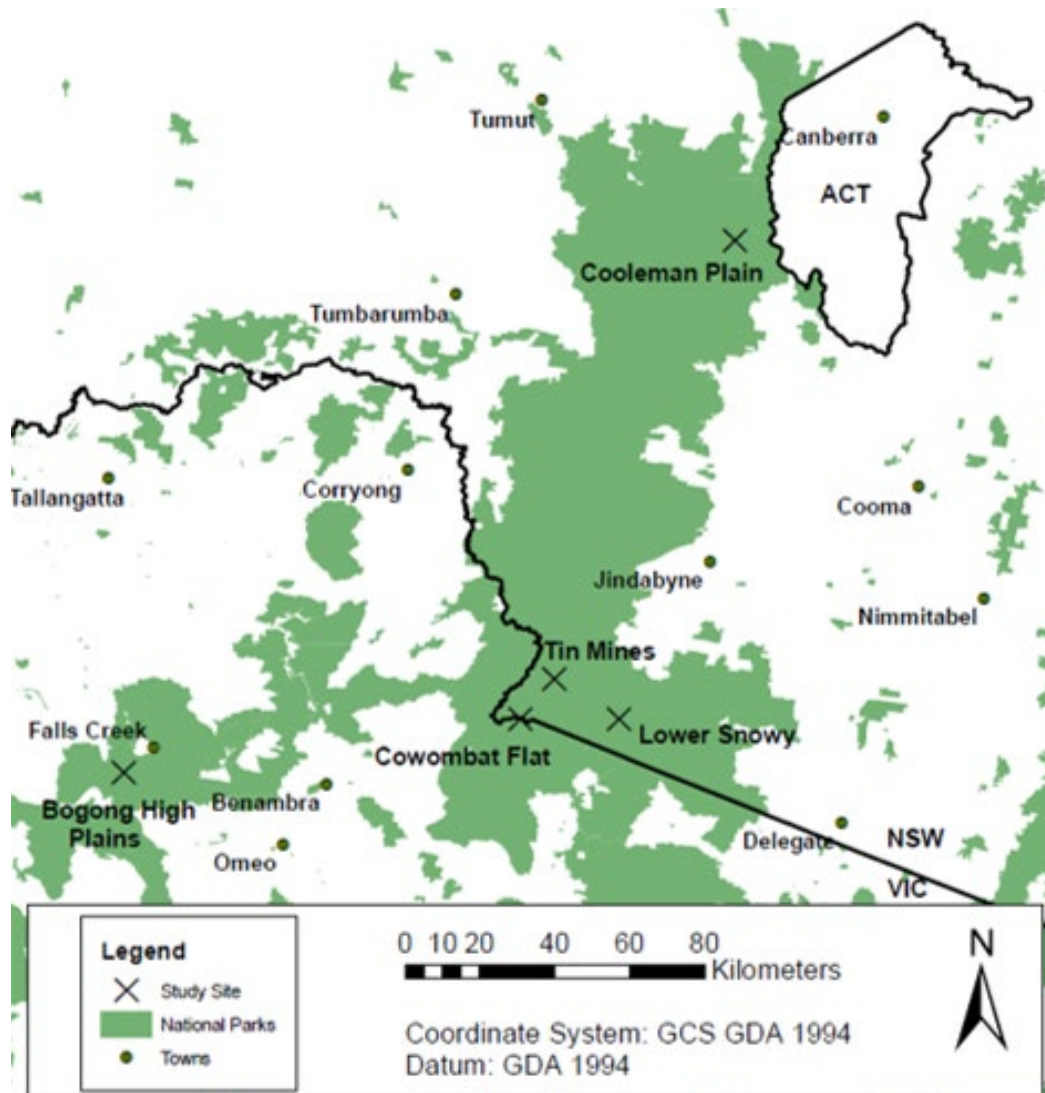 Tumut
Canberra
ACT
Cooleman Plain
Tumbarumba
Tallangatta
Corryong
Cooma
Jindabyne
Nimmitabel
Tin Mines
Falls Creek
Lower Snowy
Cowombat Flat
Bogong High
Plains
Benambra
Omeo
Delegate
NSW
VIC
Legend
Study Site
National Parks
Towns
0 10 20 40 60 80
Kilometers
Coordinate System: GCS GDA 1994
Datum: GDA 1994
N